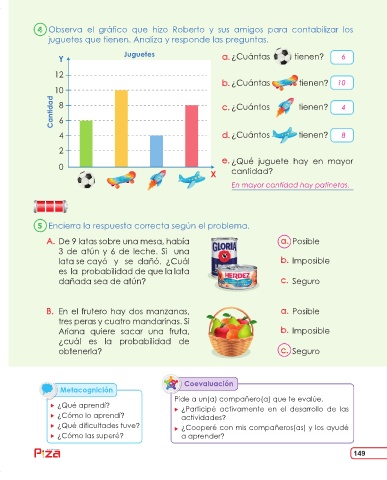 4 Observa el gráfico que hizo Roberto y sus amigos para contabilizar los
juguetes que tienen. Analiza y responde las preguntas.
Juguetes
Y
12
10
8
6
4
2
0
Cantidad
X
a. ¿Cuántas tienen? 6
b. ¿Cuántas tienen? 10
c. ¿Cuántos tienen? 4
d. ¿Cuántos tienen? 8
e. ¿Qué juguete hay en mayor
cantidad?
En mayor cantidad hay patinetas.
5 Encierra la respuesta correcta según el problema.
A. De 9 latas sobre una mesa, había
3 de atún y 6 de leche. Si una
lata se cayó y se dañó. ¿Cuál
es la probabilidad de que la lata
dañada sea de atún?
GLORIA
HERDEZ
a. Posible
b. Imposible
c. Seguro
B. En el frutero hay dos manzanas,
tres peras y cuatro mandarinas. Si
Ariana quiere sacar una fruta,
¿cuál es la probabilidad de
obtenerla?
a. Posible
b. Imposible
c. Seguro
Metacognición
¿Qué aprendí?
¿Cómo lo aprendí?
¿Qué dificultades tuve?
¿Cómo las superé?
Coevaluación
Pide a un(a) compañero(a) que te evalúe.
¿Participé activamente en el desarrollo de las
actividades?
¿Cooperé con mis compañeros(as) y los ayudé
a aprender?
149